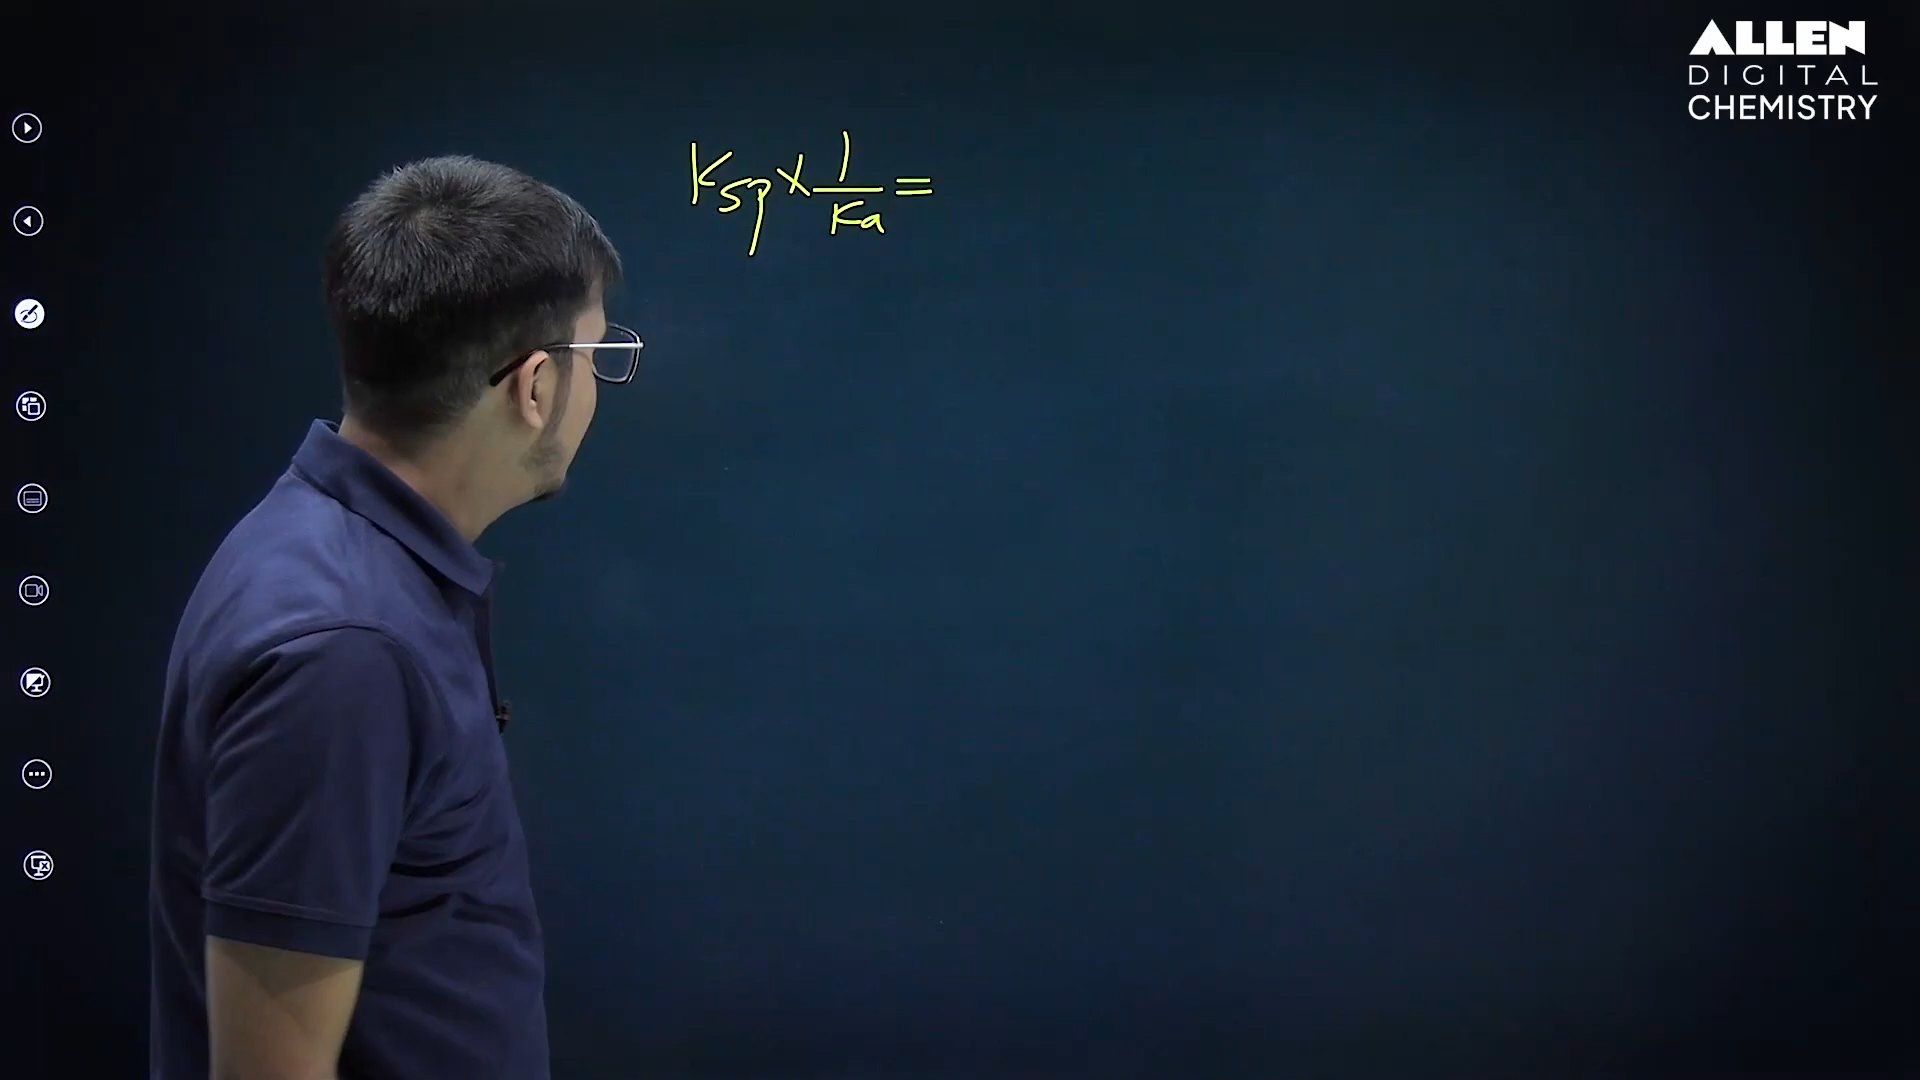 ALLEN
DIGITAL
CHEMISTRY
Ksp × 1/Ka =